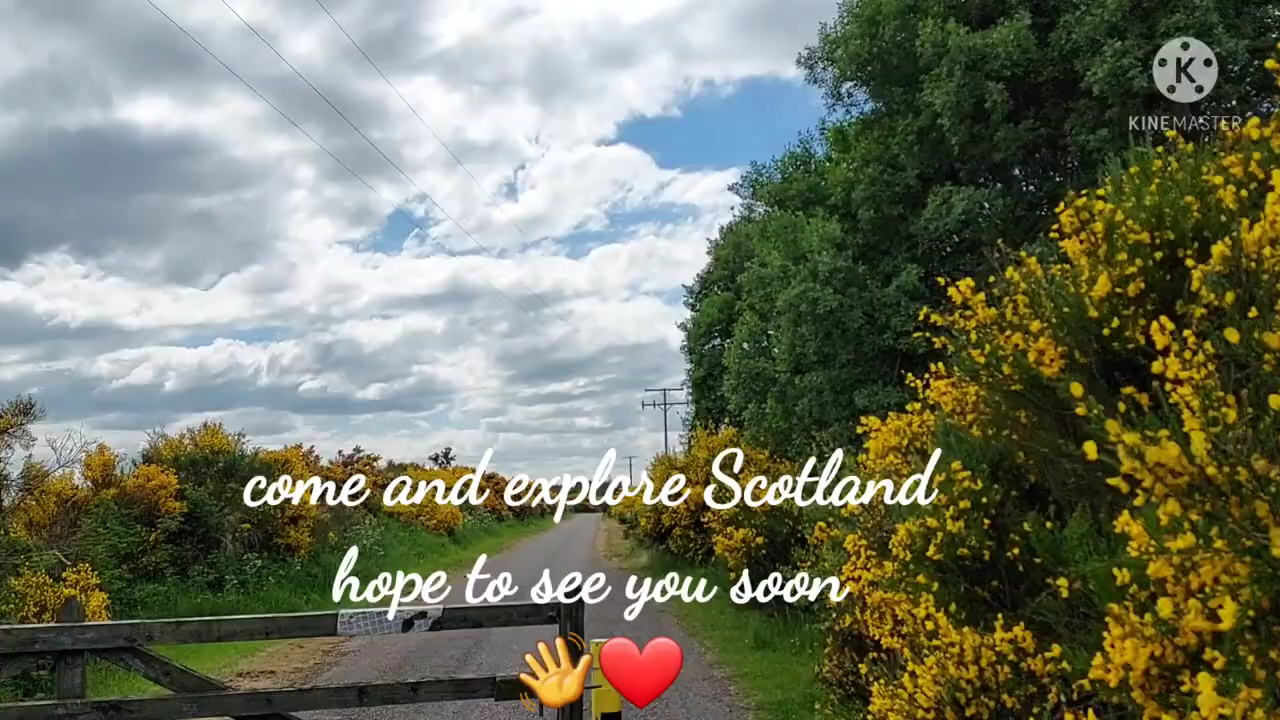 K
KINEMASTER
come and explore Scotland
hope to see you soon
👋❤️